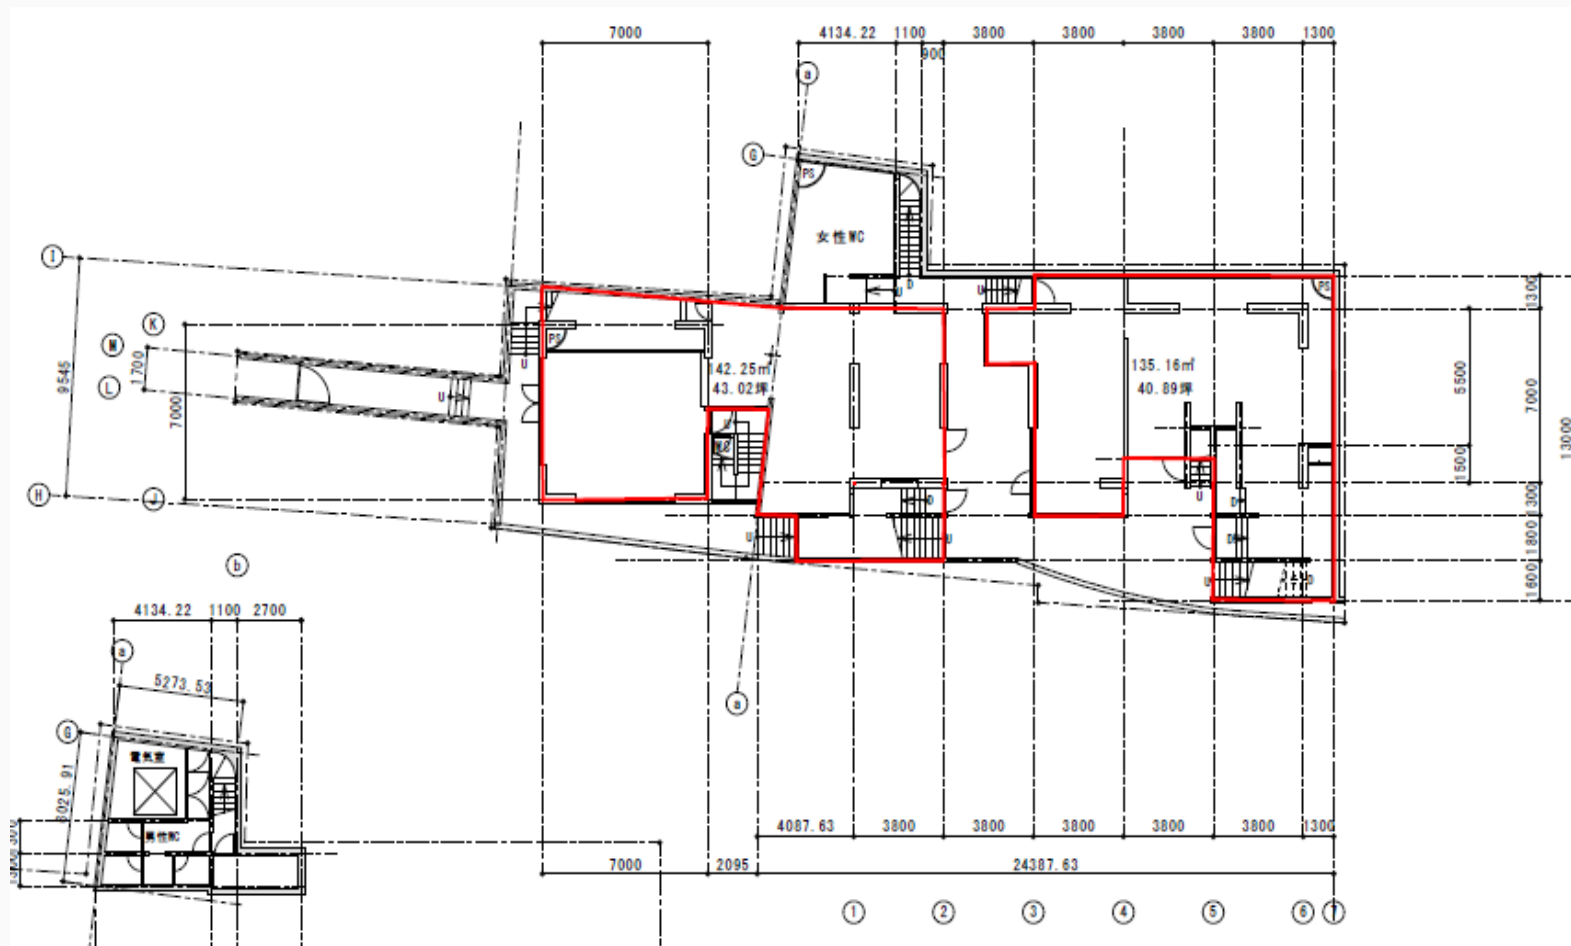 7000
4134.22 1100 3800 3800 3800 3800 1300
900
a
G
PS
女性WC
I
D
U
U
PS
1300
K
M
PS
U
142.25㎡
43.02坪
135.16㎡
40.89坪
9545
1700
L
7000
U
5500
7000
13000
U
WC
1500
H
J
D
U
D
1300
U
U
D
1800
b
U
D
1600
4134.22 1100 2700
a
5273.53
a
G
電気室
男性WC
1300
4087.63 3800 3800 3800 3800 3800 1300
7000 2095 24387.63
1 2 3 4 5 6 7